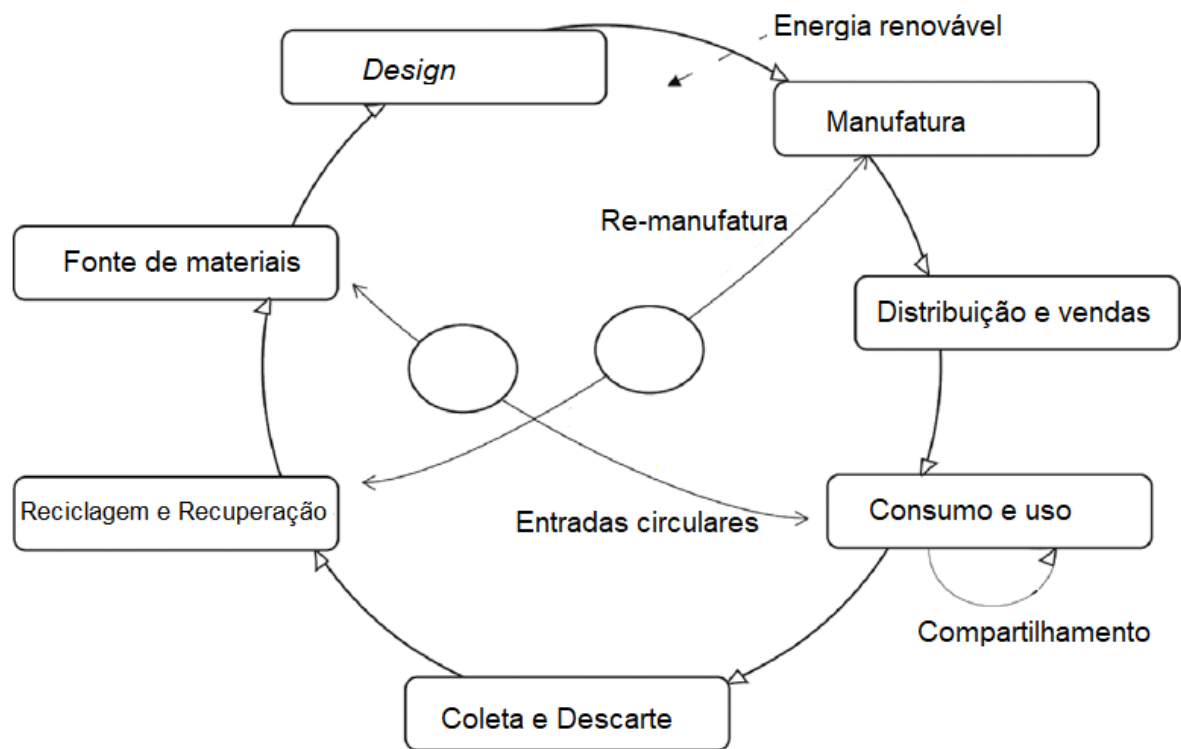 Energia renovável
Design
Manufatura
Re-manufatura
Fonte de materiais
Distribuição e vendas
Reciclagem e Recuperação
Entradas circulares
Consumo e uso
Compartilhamento
Coleta e Descarte